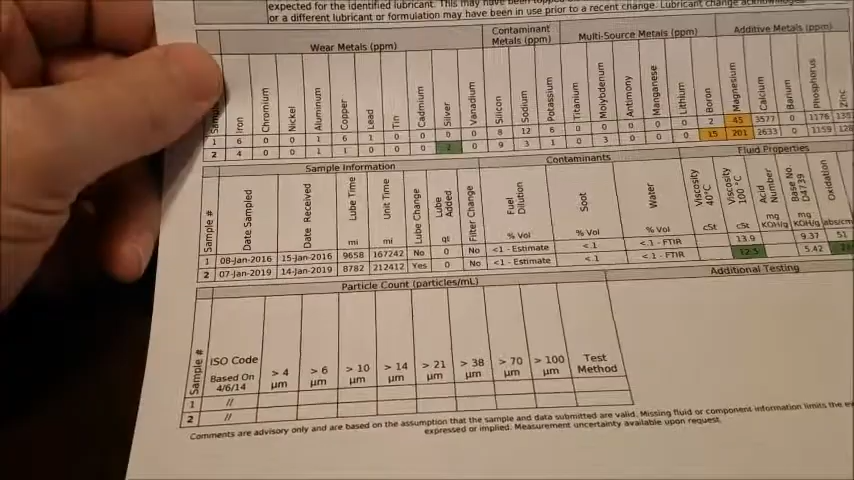 expected for the identified lubricant. This may have been topped
or a different lubricant or formulation may have been in use prior to a recent change. Lubricant change acknowledged
Wear Metals (ppm) Contaminant Metals (ppm) Multi-Source Metals (ppm) Additive Metals (ppm)
Iron Chromium Nickel Aluminum Copper Lead Tin Cadmium Silver Vanadium Silicon Sodium Potassium Titanium Molybdenum Antimony Manganese Lithium Boron Magnesium Calcium Barium Phosphorus Zinc
1 6 0 0 1 6 1 0 0 0 0 8 12 6 0 0 0 0 0 2 45 3577 0 1176
2 4 0 0 1 1 0 0 0 2 0 9 3 1 0 3 0 0 0 15 201 2633 0 1159
Sample Information Contaminants Fluid Properties
Sample # Date Sampled Date Received Lube Time Unit Time Lube Change Lube Added Filter Change Fuel Dilution Soot Water Viscosity 40°C Viscosity 100 °C Acid Number Base No D4739 Oxidation
mi mi qt % Vol % Vol % Vol cSt cSt mg KOH/g mg KOH/g abs/cm
1 08-Jan-2016 15-Jan-2016 9658 167242 No 0 No <1 - Estimate <.1 <.1 - FTIR 13.9 9.37 51
2 07-Jan-2019 14-Jan-2019 8782 212412 Yes 0 No <1 - Estimate <.1 <.1 - FTIR 12.5 5.42
Particle Count (particles/mL) Additional Testing
Sample # ISO Code Based On 4/6/14 > 4 µm > 6 µm > 10 µm > 14 µm > 21 µm > 38 µm > 70 µm > 100 µm Test Method
1 //
2 //
Comments are advisory only and are based on the assumption that the sample and data submitted are valid. Missing fluid or component information limits the
expressed or implied. Measurement uncertainty available upon request.